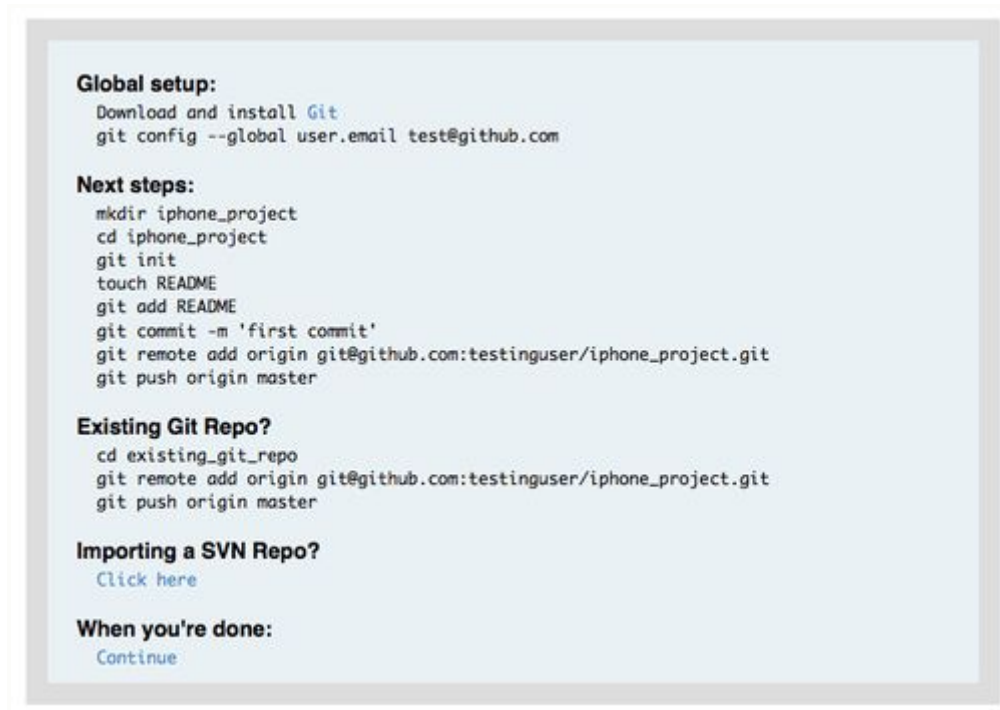 Global setup:
Download and install Git
git config --global user.email test@github.com
Next steps:
mkdir iphone_project
cd iphone_project
git init
touch README
git add README
git commit -m 'first commit'
git remote add origin git@github.com:testinguser/iphone_project.git
git push origin master
Existing Git Repo?
cd existing_git_repo
git remote add origin git@github.com:testinguser/iphone_project.git
git push origin master
Importing a SVN Repo?
Click here
When you're done:
Continue